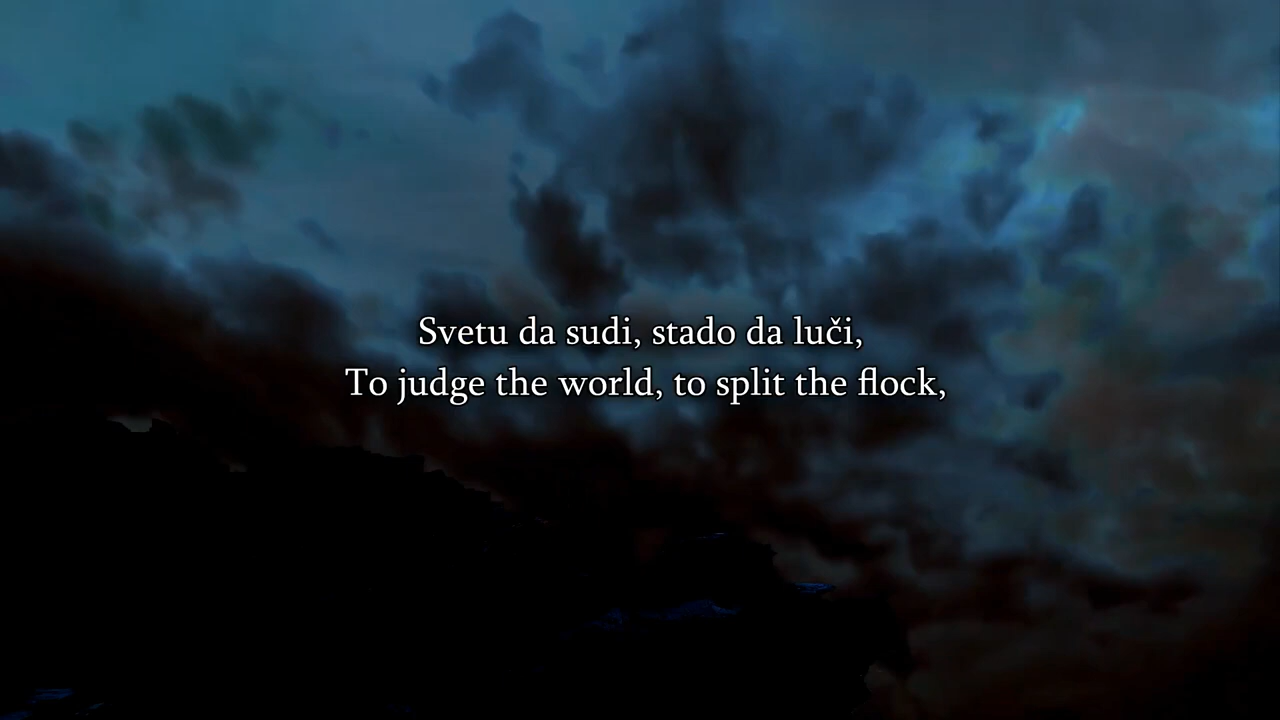 Svetu da sudi, stado da luči,
To judge the world, to split the flock,